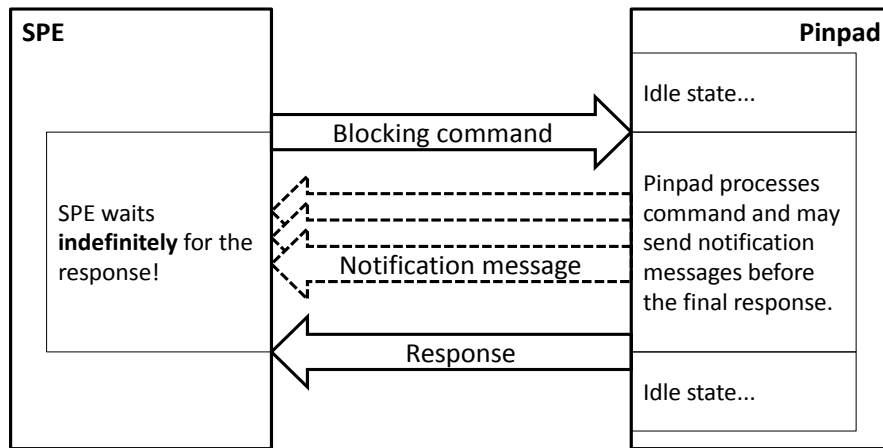 SPE
Pinpad
Idle state...
Blocking command
SPE waits
indefinitely for the
response!
Pinpad processes
command and may
send notification
messages before
the final response.
Notification message
Response
Idle state...